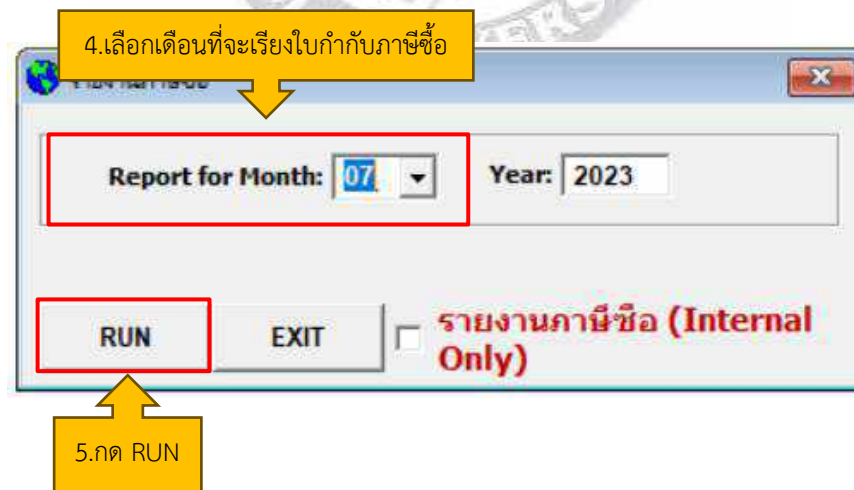 4.เลือกเดือนที่จะเรียงใบกำกับภาษีซื้อ
Report for Month: 07 Year: 2023
RUN EXIT รายงานภาษีซื้อ (Internal
Only)
5.กด RUN